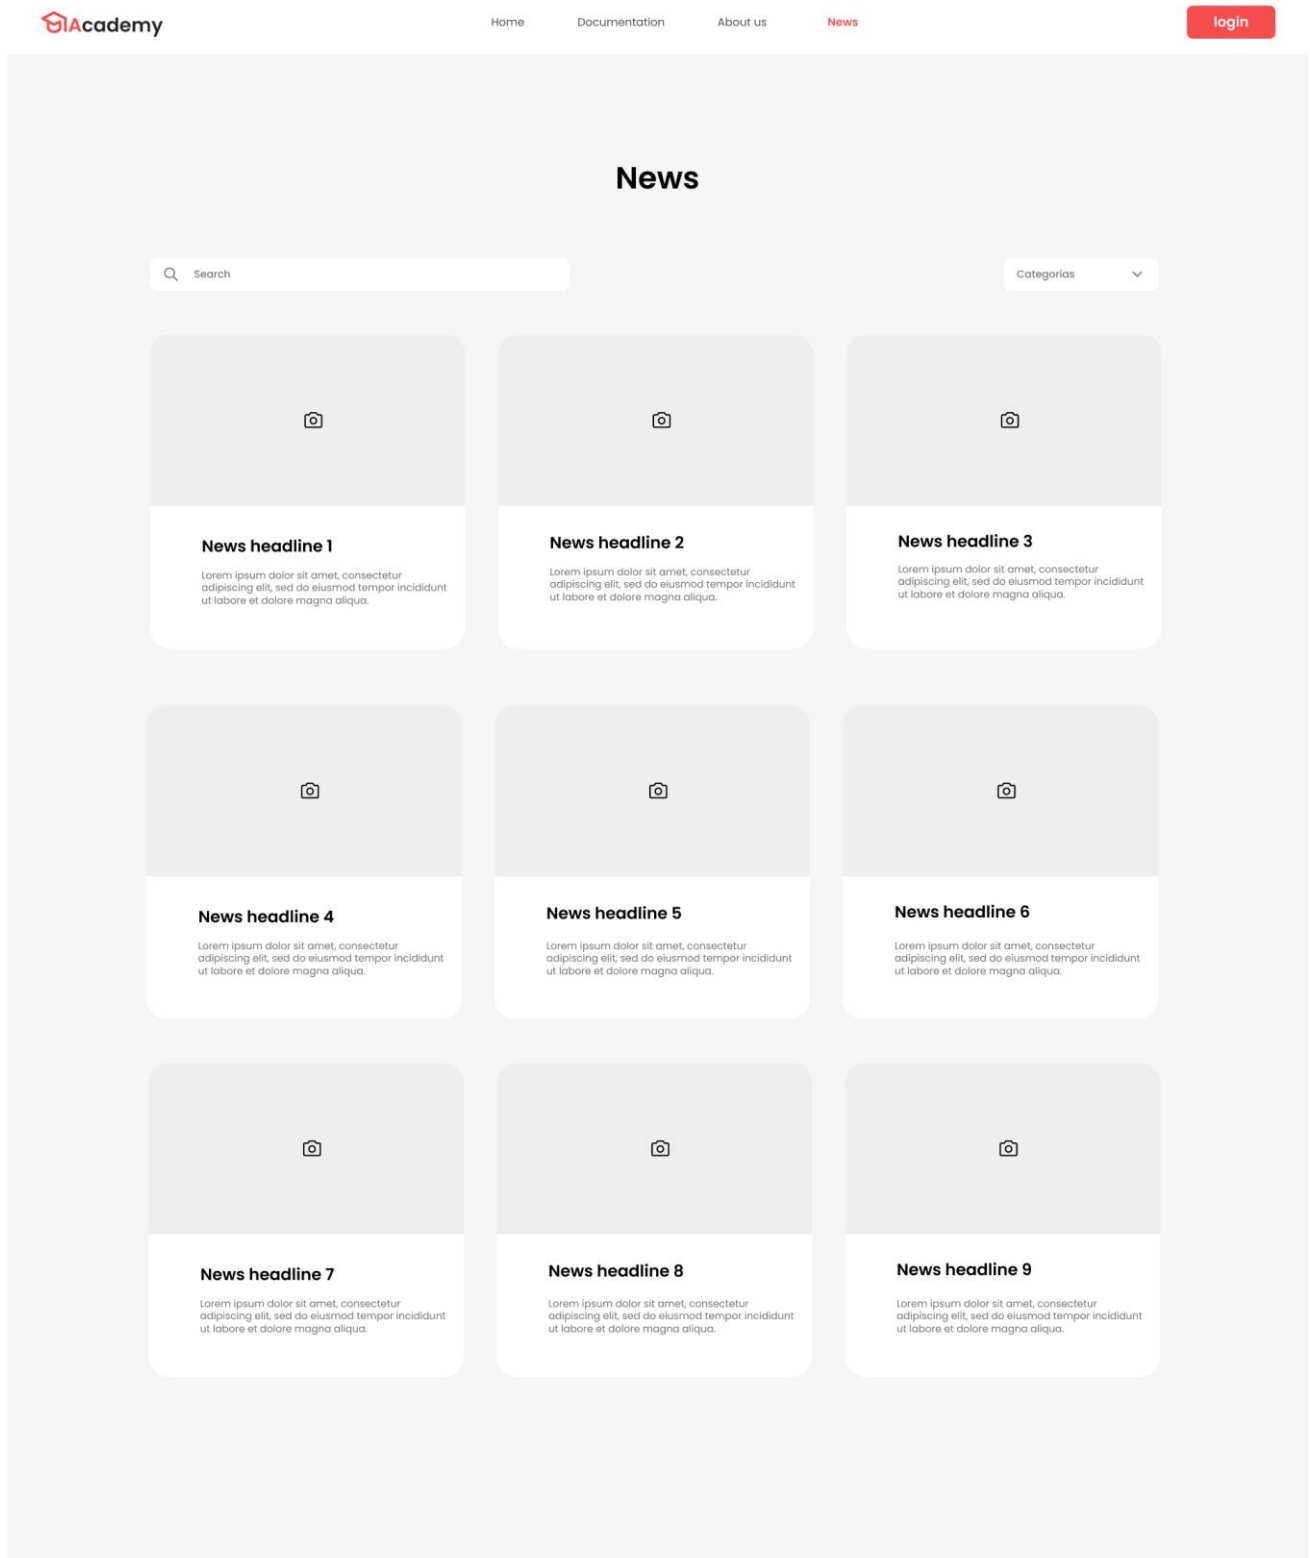 IAcademy
Home Documentation About us News
login
News
Search
Categorías
News headline 1
Lorem ipsum dolor sit amet, consectetur
adipiscing elit, sed do eiusmod tempor incididunt
ut labore et dolore magna aliqua.
News headline 2
Lorem ipsum dolor sit amet, consectetur
adipiscing elit, sed do eiusmod tempor incididunt
ut labore et dolore magna aliqua.
News headline 3
Lorem ipsum dolor sit amet, consectetur
adipiscing elit, sed do eiusmod tempor incididunt
ut labore et dolore magna aliqua.
News headline 4
Lorem ipsum dolor sit amet, consectetur
adipiscing elit, sed do eiusmod tempor incididunt
ut labore et dolore magna aliqua.
News headline 5
Lorem ipsum dolor sit amet, consectetur
adipiscing elit, sed do eiusmod tempor incididunt
ut labore et dolore magna aliqua.
News headline 6
Lorem ipsum dolor sit amet, consectetur
adipiscing elit, sed do eiusmod tempor incididunt
ut labore et dolore magna aliqua.
News headline 7
Lorem ipsum dolor sit amet, consectetur
adipiscing elit, sed do eiusmod tempor incididunt
ut labore et dolore magna aliqua.
News headline 8
Lorem ipsum dolor sit amet, consectetur
adipiscing elit, sed do eiusmod tempor incididunt
ut labore et dolore magna aliqua.
News headline 9
Lorem ipsum dolor sit amet, consectetur
adipiscing elit, sed do eiusmod tempor incididunt
ut labore et dolore magna aliqua.